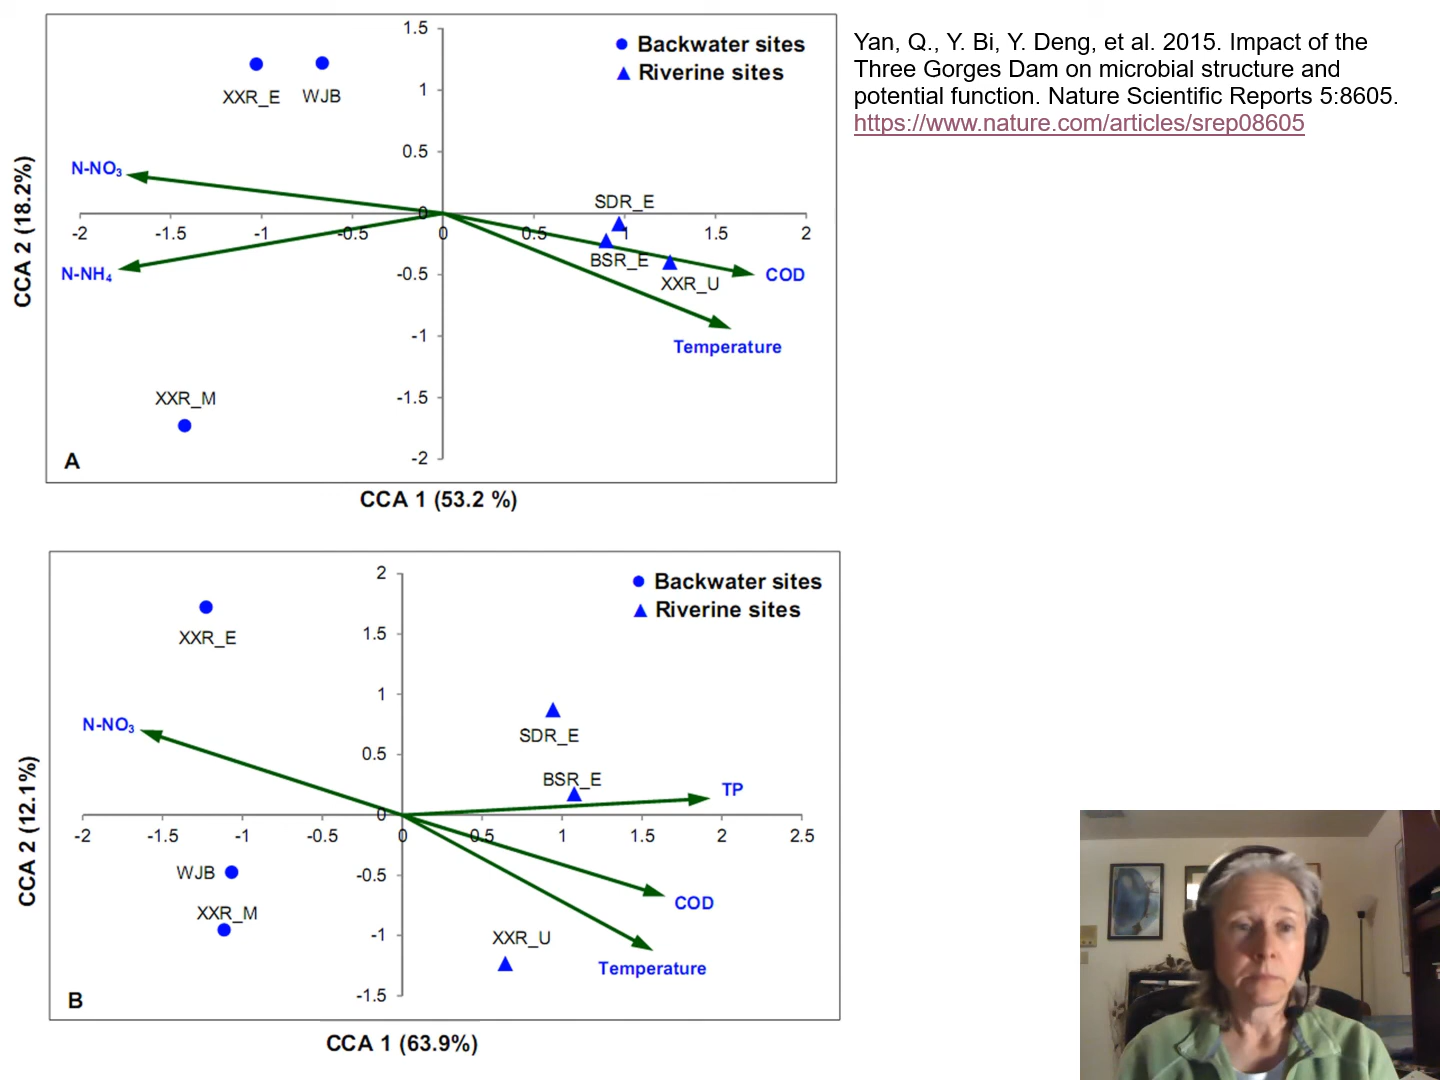 Yan, Q., Y. Bi, Y. Deng, et al. 2015. Impact of the
Three Gorges Dam on microbial structure and
potential function. Nature Scientific Reports 5:8605.
https://www.nature.com/articles/srep08605
1.5
Backwater sites
Riverine sites
XXR_E
WJB
1
0.5
N-NO3
SDR_E
0
-2
-1.5
-1
-0.5
0
0.5
1
1.5
2
BSR_E
N-NH4
-0.5
COD
XXR_U
-1
Temperature
XXR_M
-1.5
-2
A
CCA 2 (18.2%)
CCA 1 (53.2 %)
2
Backwater sites
Riverine sites
XXR_E
1.5
1
N-NO3
SDR_E
0.5
BSR_E
TP
0
-2
-1.5
-1
-0.5
0
0.5
1
1.5
2
2.5
WJB
-0.5
XXR_M
COD
-1
XXR_U
Temperature
-1.5
B
CCA 2 (12.1%)
CCA 1 (63.9%)